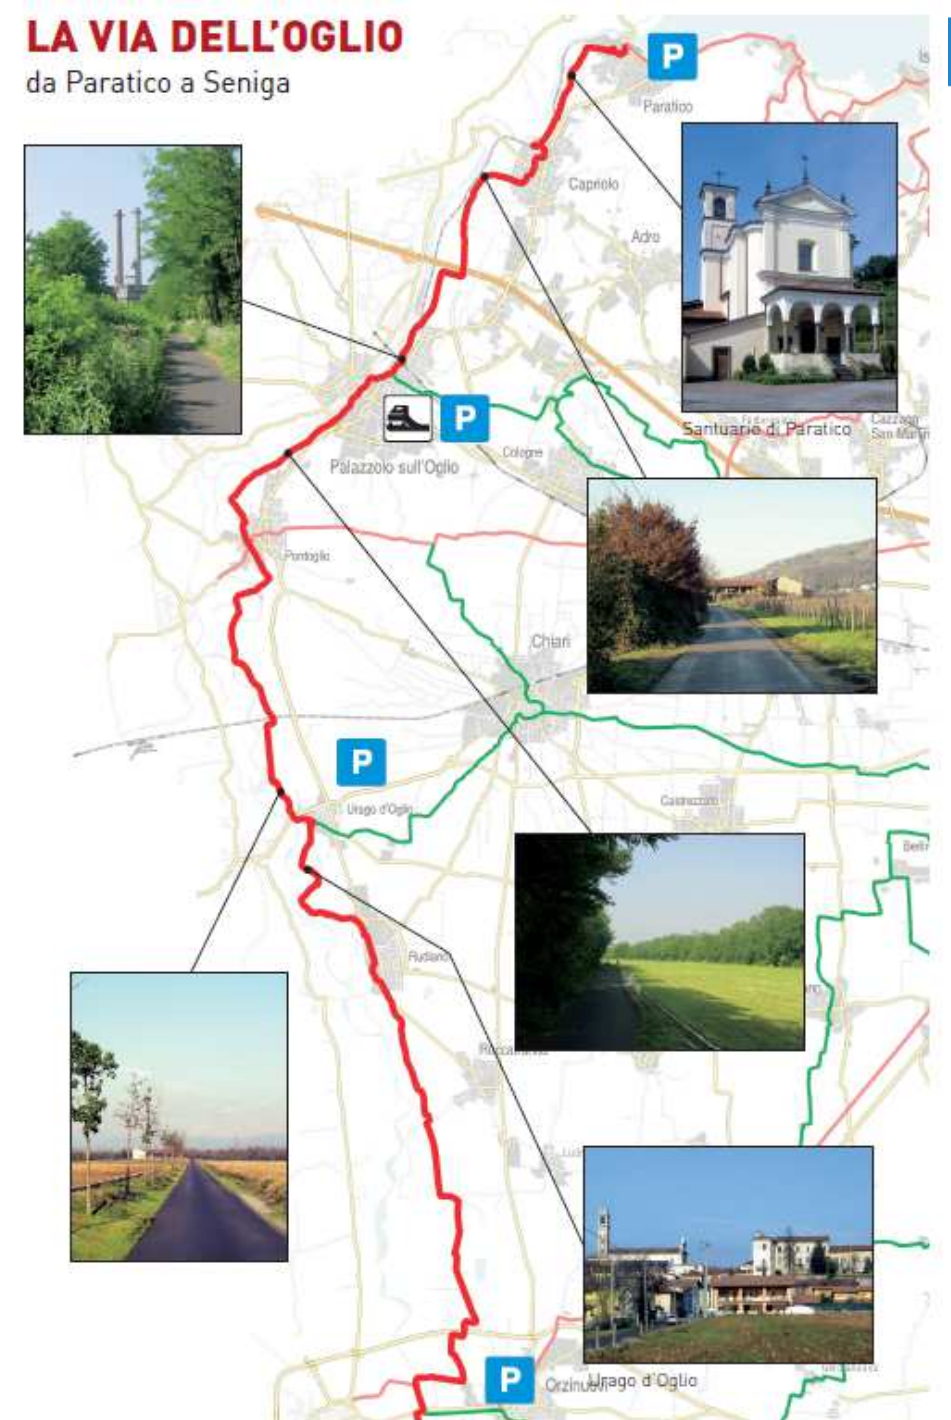 LA VIA DELL'OGLIO
da Paratico a Seniga
P
Paratico
Capriolo
Adro
Santuario di Paratico
Cazzago
P
Cologne
Palazzolo sull'Oglio
Pontoglio
Chiari
P
Urago d'Oglio
Castrezzato
Rudiano
Roccafranca
P
Orzinuovi
Urago d'Oglio